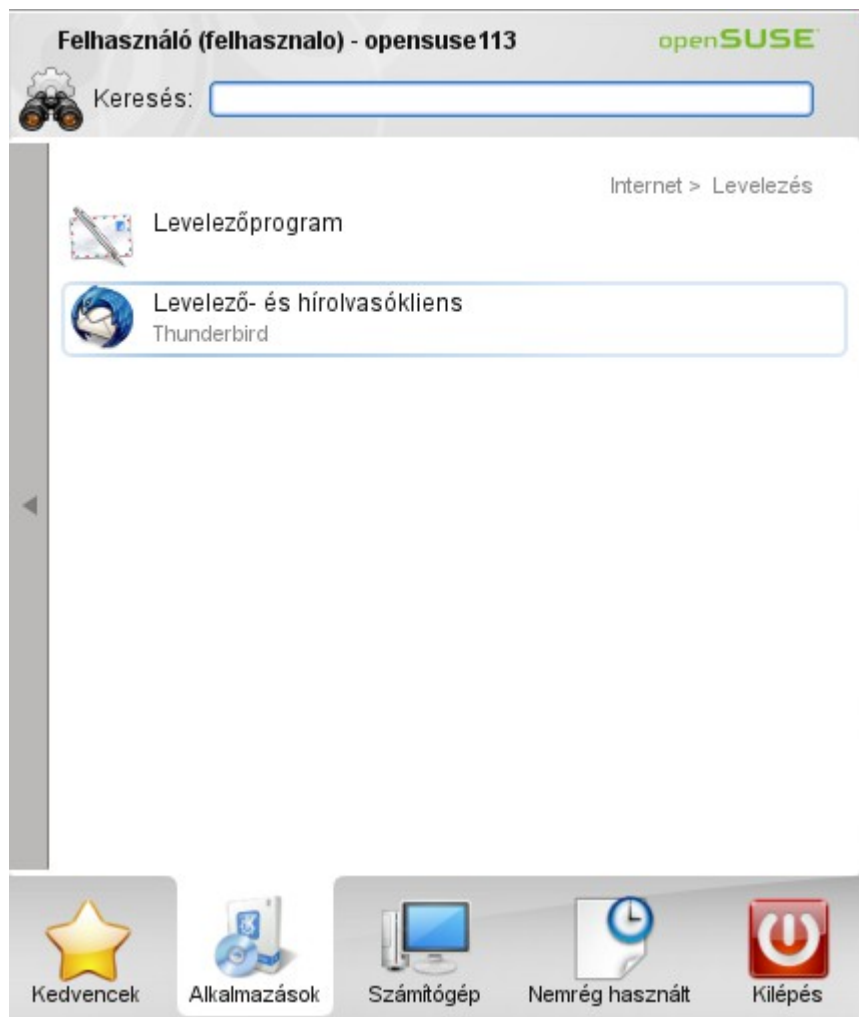 Felhasználó (felhasznalo) - opensuse113
openSUSE
Keresés:
Internet > Levelezés
Levelezőprogram
Levelező- és hírolvasókliens
Thunderbird
Kedvencek
Alkalmazások
Számítógép
Nemrég használt
Kilépés